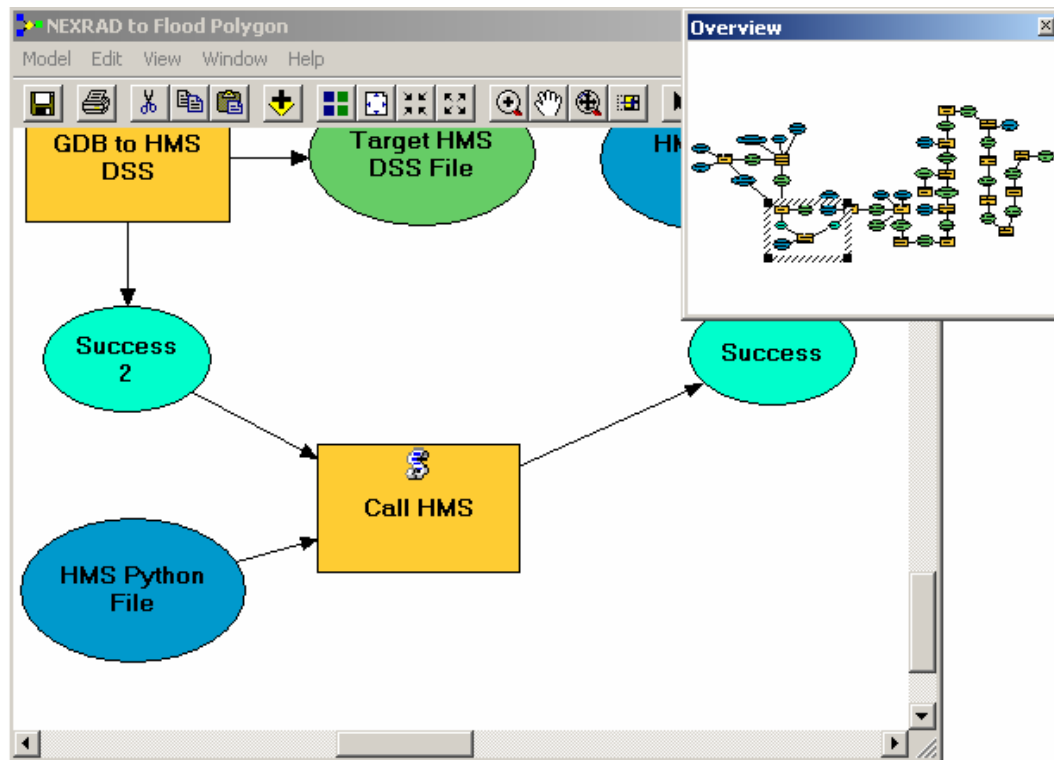 NEXRAD to Flood Polygon
Overview
Model Edit View Window Help
GDB to HMS
DSS
Target HMS
DSS File
Success
2
Success
Call HMS
HMS Python
File